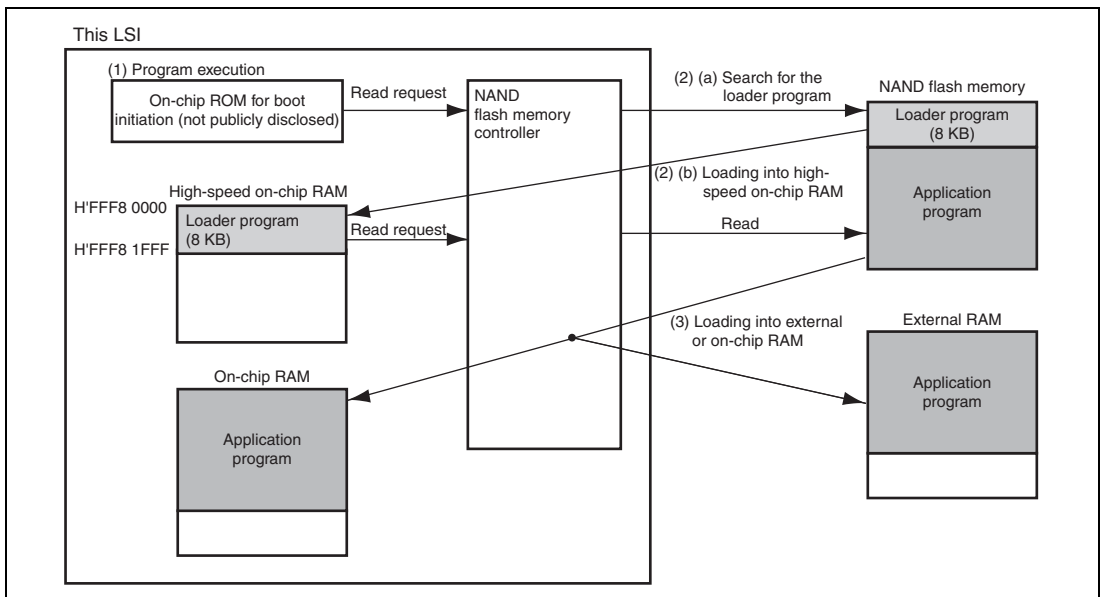 This LSI
(1) Program execution
On-chip ROM for boot
initiation (not publicly disclosed)
Read request
NAND
flash memory
controller
(2) (a) Search for the
loader program
NAND flash memory
Loader program
(8 KB)
Application
program
(2) (b) Loading into high-
speed on-chip RAM
High-speed on-chip RAM
H'FFF8 0000
Loader program
(8 KB)
H'FFF8 1FFF
Read request
Read
(3) Loading into external
or on-chip RAM
External RAM
Application
program
On-chip RAM
Application
program